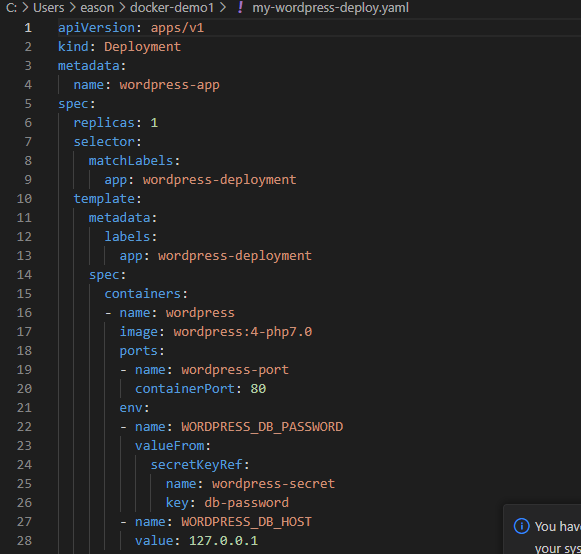 C: > Users > eason > docker-demo1 > ! my-wordpress-deploy.yaml
1 apiVersion: apps/v1
2 kind: Deployment
3 metadata:
4   name: wordpress-app
5 spec:
6   replicas: 1
7   selector:
8     matchLabels:
9       app: wordpress-deployment
10   template:
11     metadata:
12       labels:
13         app: wordpress-deployment
14     spec:
15       containers:
16       - name: wordpress
17         image: wordpress:4-php7.0
18         ports:
19         - name: wordpress-port
20           containerPort: 80
21         env:
22         - name: WORDPRESS_DB_PASSWORD
23           valueFrom:
24             secretKeyRef:
25               name: wordpress-secret
26               key: db-password
27         - name: WORDPRESS_DB_HOST
28           value: 127.0.0.1
You have
your sys